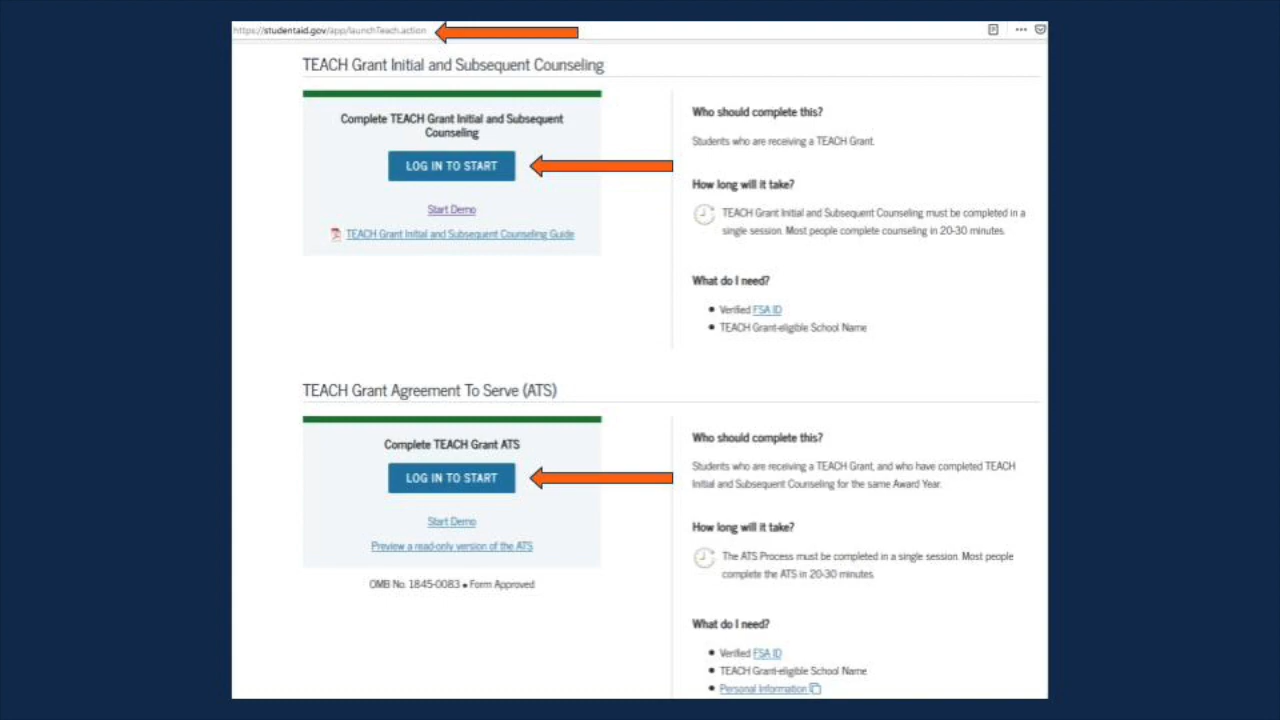 https://studentaid.gov/app/launchTeach.action
TEACH Grant Initial and Subsequent Counseling
Complete TEACH Grant Initial and Subsequent
Counseling
LOG IN TO START
Start Demo
TEACH Grant Initial and Subsequent Counseling Guide
Who should complete this?
Students who are receiving a TEACH Grant.
How long will it take?
TEACH Grant Initial and Subsequent Counseling must be completed in a
single session. Most people complete counseling in 20-30 minutes.
What do I need?
• Verified FSA ID
• TEACH Grant-eligible School Name
TEACH Grant Agreement To Serve (ATS)
Complete TEACH Grant ATS
LOG IN TO START
Start Demo
Preview a read-only version of the ATS
OMB No. 1845-0083 • Form Approved
Who should complete this?
Students who are receiving a TEACH Grant, and who have completed TEACH
Initial and Subsequent Counseling for the same Award Year.
How long will it take?
The ATS Process must be completed in a single session. Most people
complete the ATS in 20-30 minutes.
What do I need?
• Verified FSA ID
• TEACH Grant-eligible School Name
• Personal Information